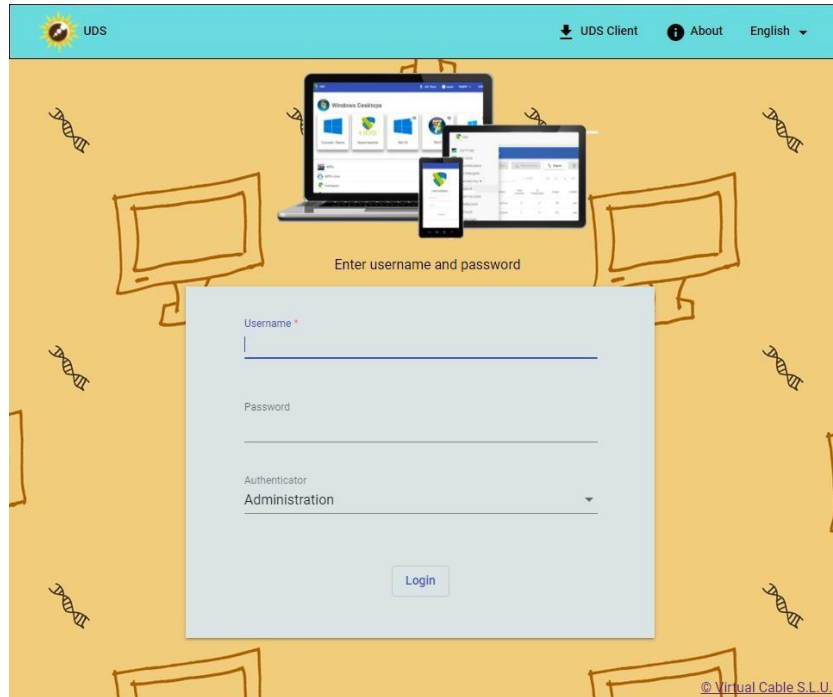 UDS
UDS Client
About
English
Windows Desktops
Enter username and password
Username *
Password
Authenticator
Administration
Login
© Virtual Cable S.L.U.